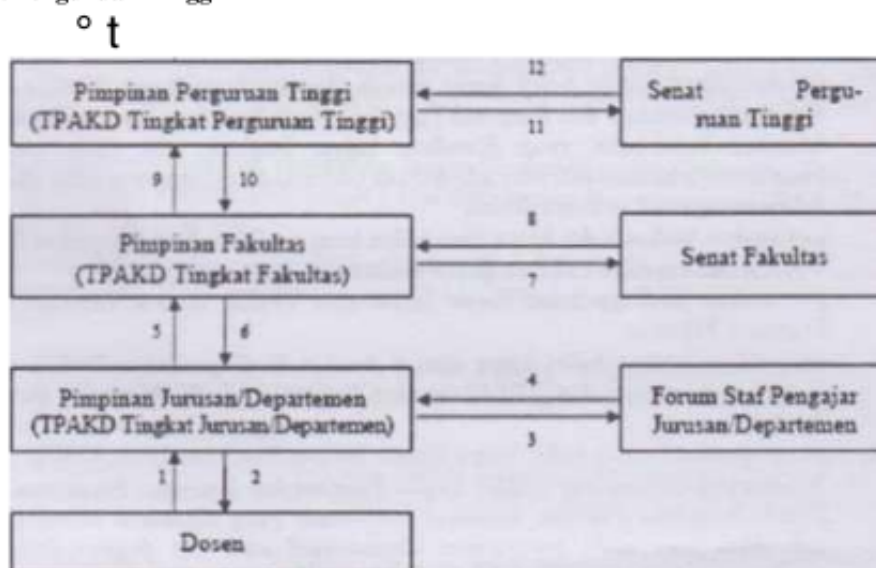 ° t
12
Pimpinan Perguruan Tinggi
(TPAKD Tingkat Perguruan Tinggi)
Senat Pergu-
ruan Tinggi
11
9
10
8
Pimpinan Fakultas
(TPAKD Tingkat Fakultas)
Senat Fakultas
7
5
6
4
Pimpinan Jurusan/Departemen
(TPAKD Tingkat Jurusan/Departemen)
Forum Staf Pengajar
Jurusan/Departemen
3
1
2
Dosen